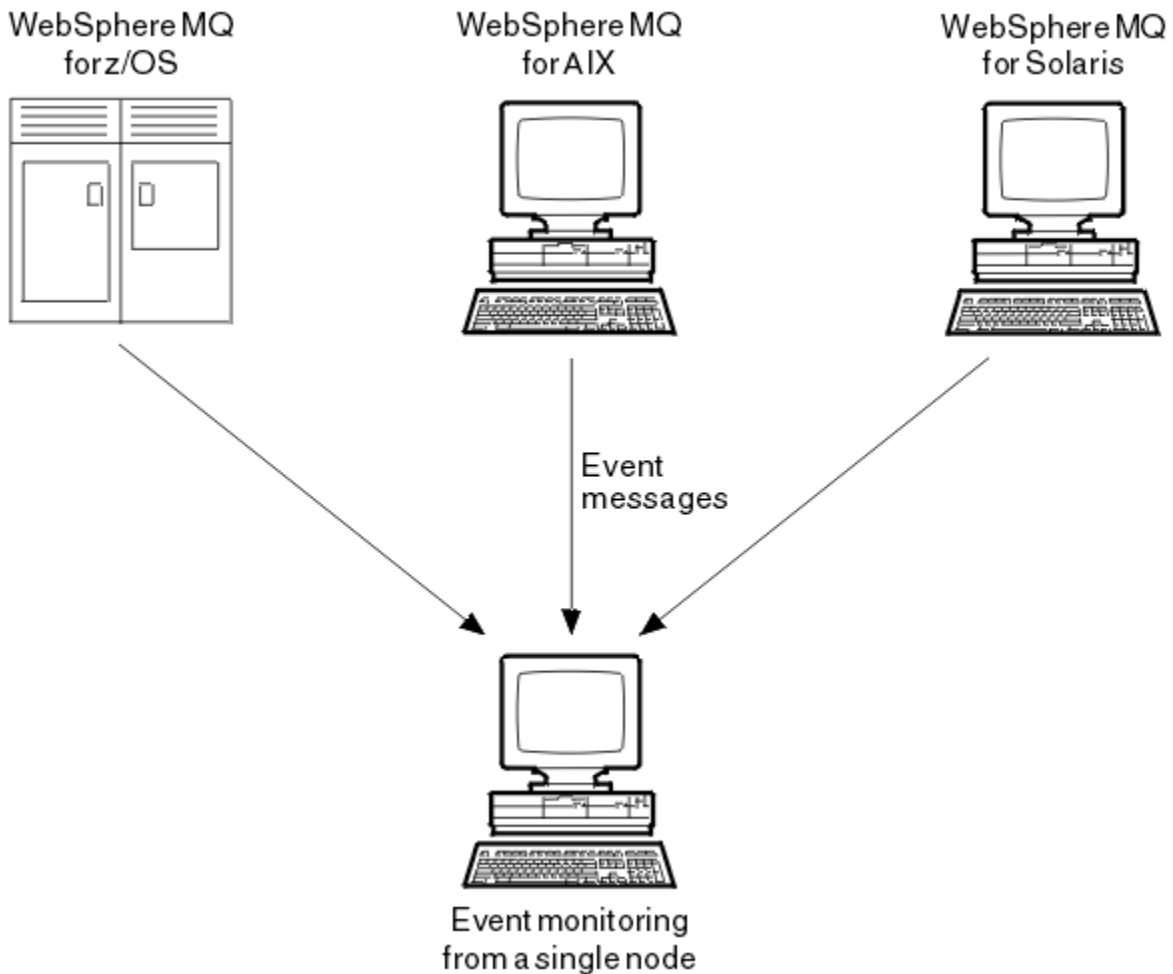 WebSphere MQ
for z/OS
WebSphere MQ
for AIX
WebSphere MQ
for Solaris
Event
messages
Event monitoring
from a single node